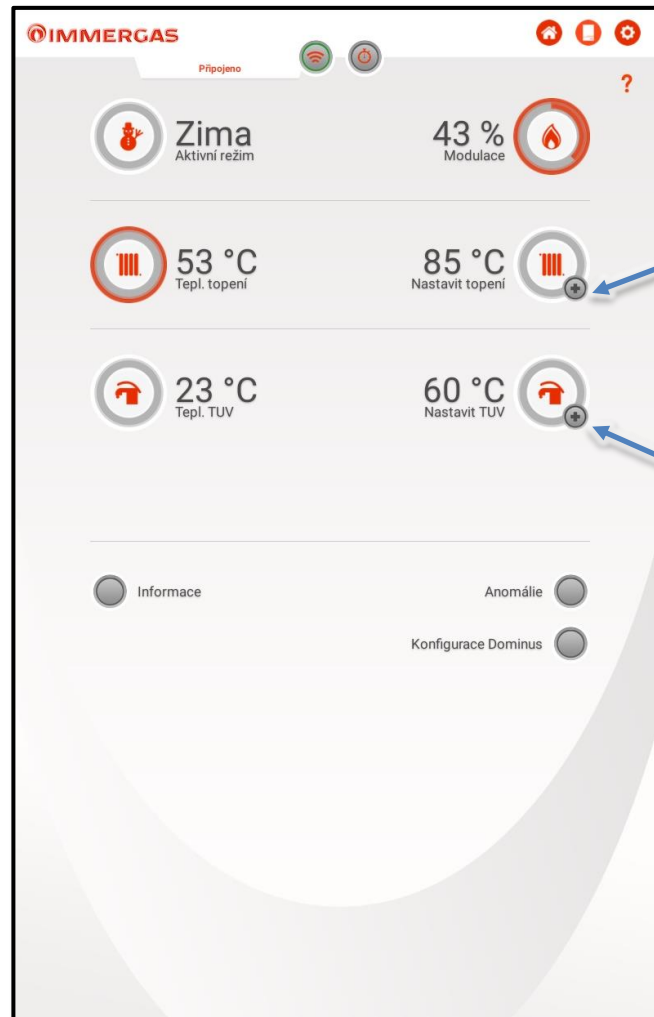 IMMERGAS
Připojeno
?
Zima
Aktivní režim
43 %
Modulace
53 °C
Tepl. topení
85 °C
Nastavit topení
23 °C
Tepl. TUV
60 °C
Nastavit TUV
Informace
Anomálie
Konfigurace Dominus